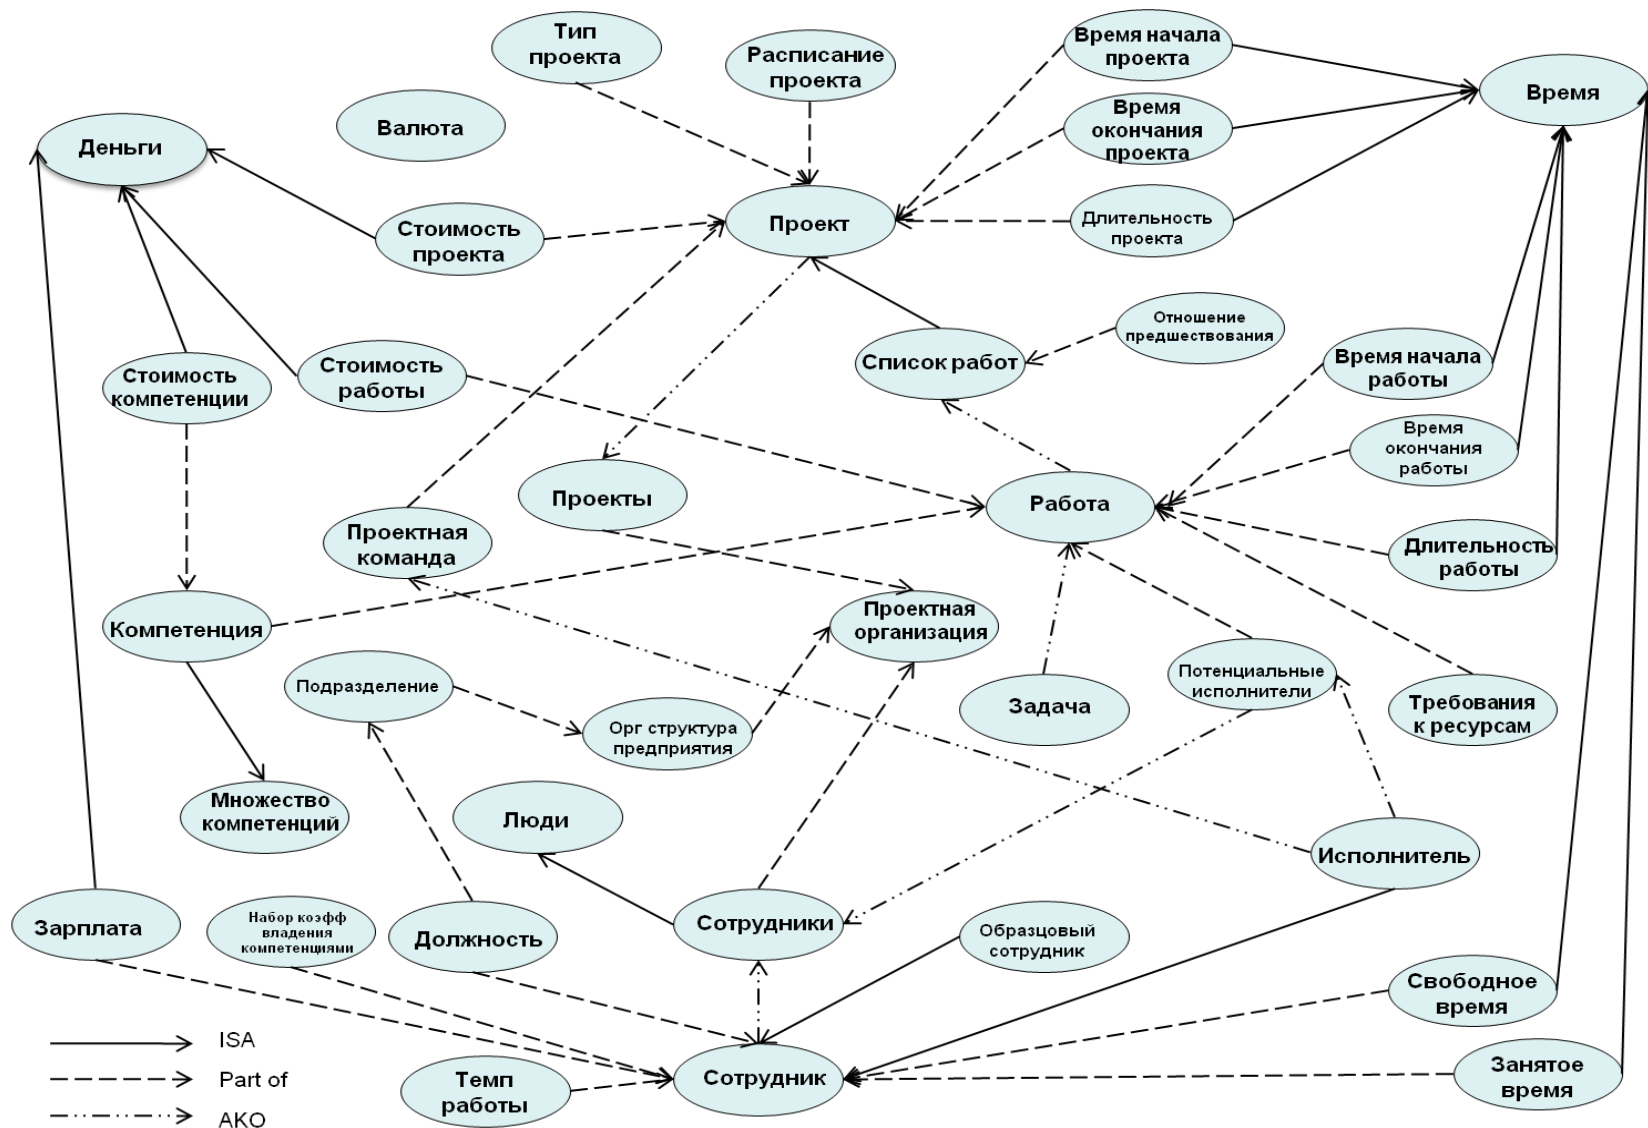 Тип
проекта
Расписание
проекта
Время начала
проекта
Время
Валюта
Время
окончания
проекта
Деньги
Стоимость
проекта
Проект
Длительность
проекта
Отношение
предшествования
Список работ
Время начала
работы
Стоимость
компетенции
Стоимость
работы
Время
окончания
работы
Проекты
Работа
Проектная
команда
Длительность
работы
Компетенция
Проектная
организация
Подразделение
Орг структура
предприятия
Задача
Потенциальные
исполнители
Требования
к ресурсам
Множество
компетенций
Люди
Исполнитель
Зарплата
Набор коэфф
владения
компетенциями
Должность
Сотрудники
Образцовый
сотрудник
Свободное
время
ISA
Part of
AKO
Темп
работы
Сотрудник
Занятое
время